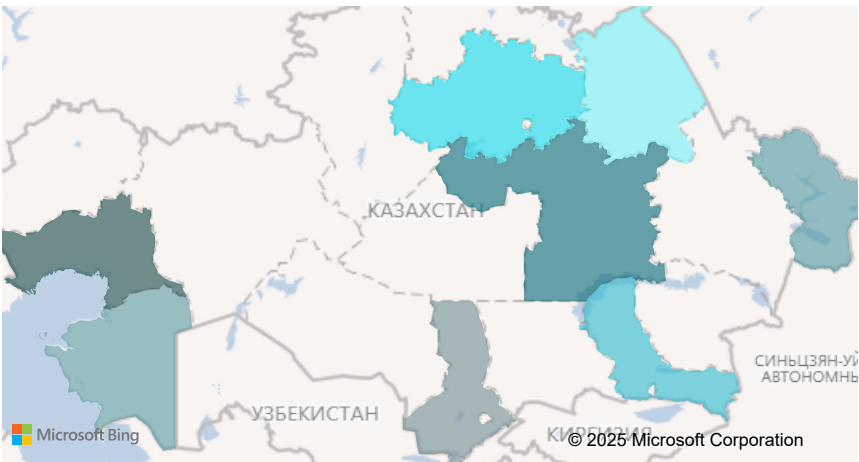 КАЗАХСТАН
СИНЬЦЗЯН-УЙ
АВТОНОМНЫ
УЗБЕКИСТАН
КИРГИЗИЯ
Microsoft Bing
© 2025 Microsoft Corporation